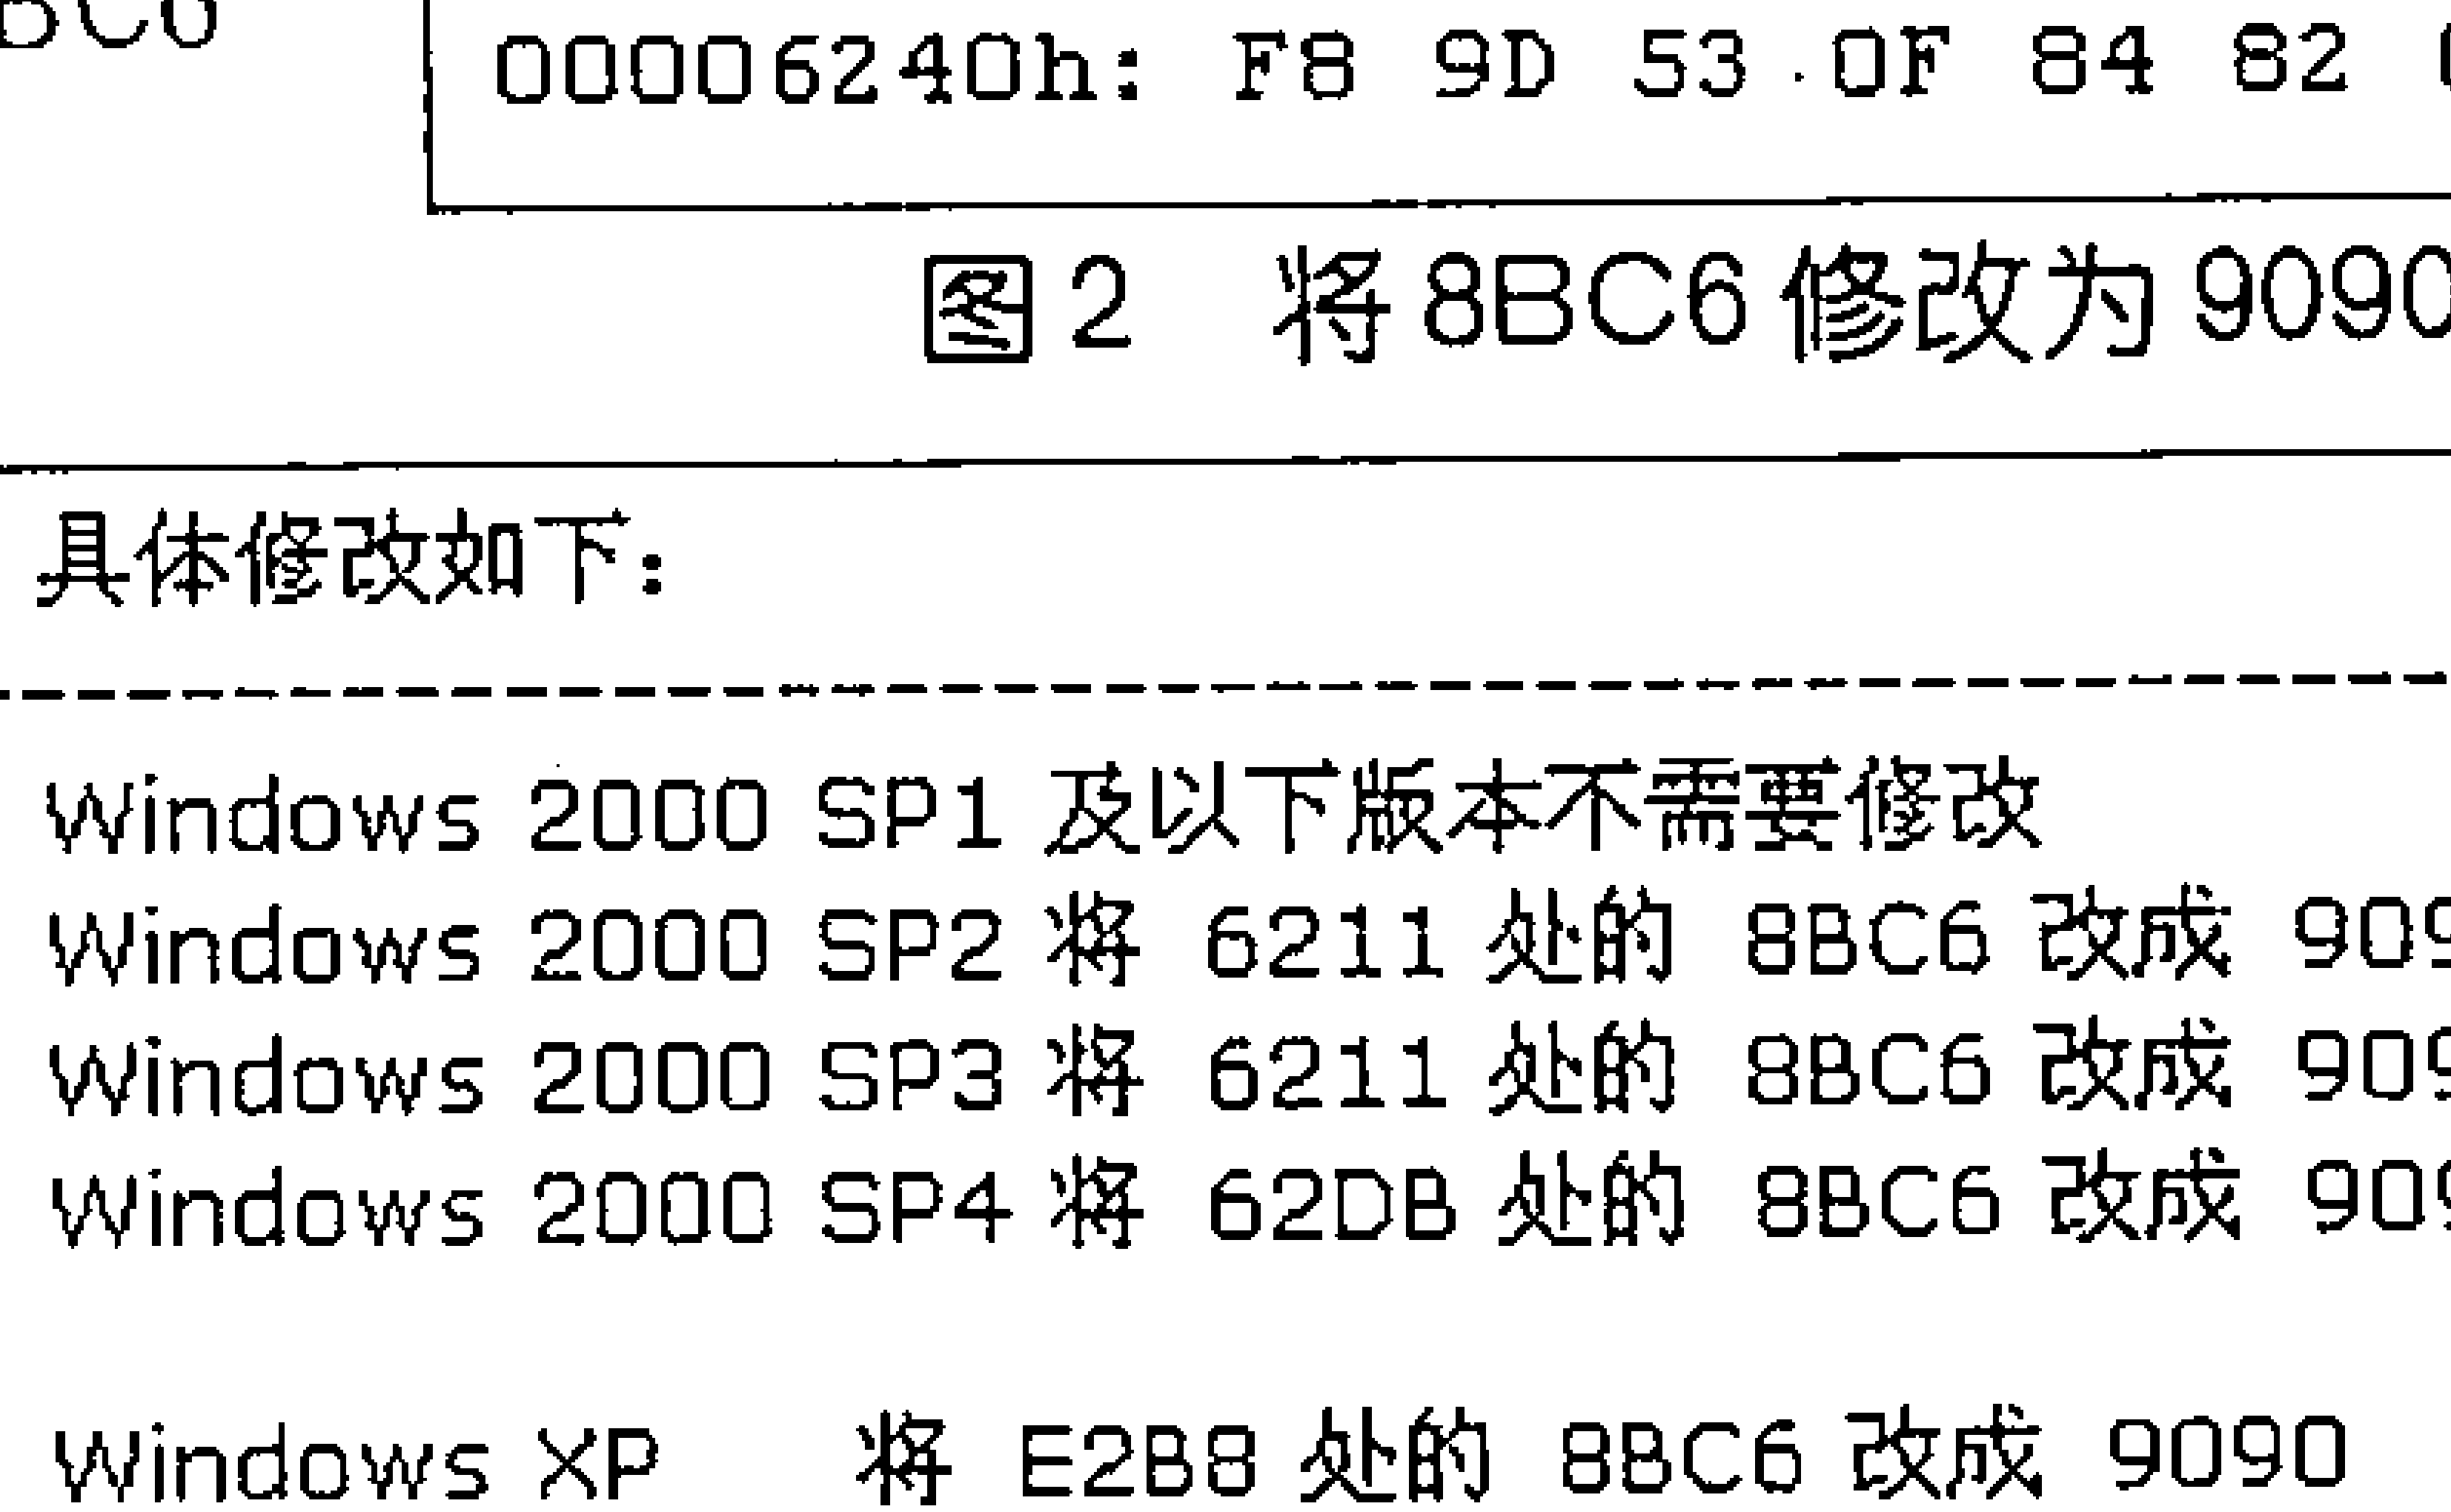 BC6
00006240h: F8 9D 53 0F 84 82
图2 将8BC6修改为9090
具体修改如下:
Windows 2000 SP1 及以下版本不需要修改
Windows 2000 SP2 将 6211 处的 8BC6 改成 909
Windows 2000 SP3 将 6211 处的 8BC6 改成 909
Windows 2000 SP4 将 62DB 处的 8BC6 改成 909
Windows XP 将 E2B8 处的 8BC6 改成 9090